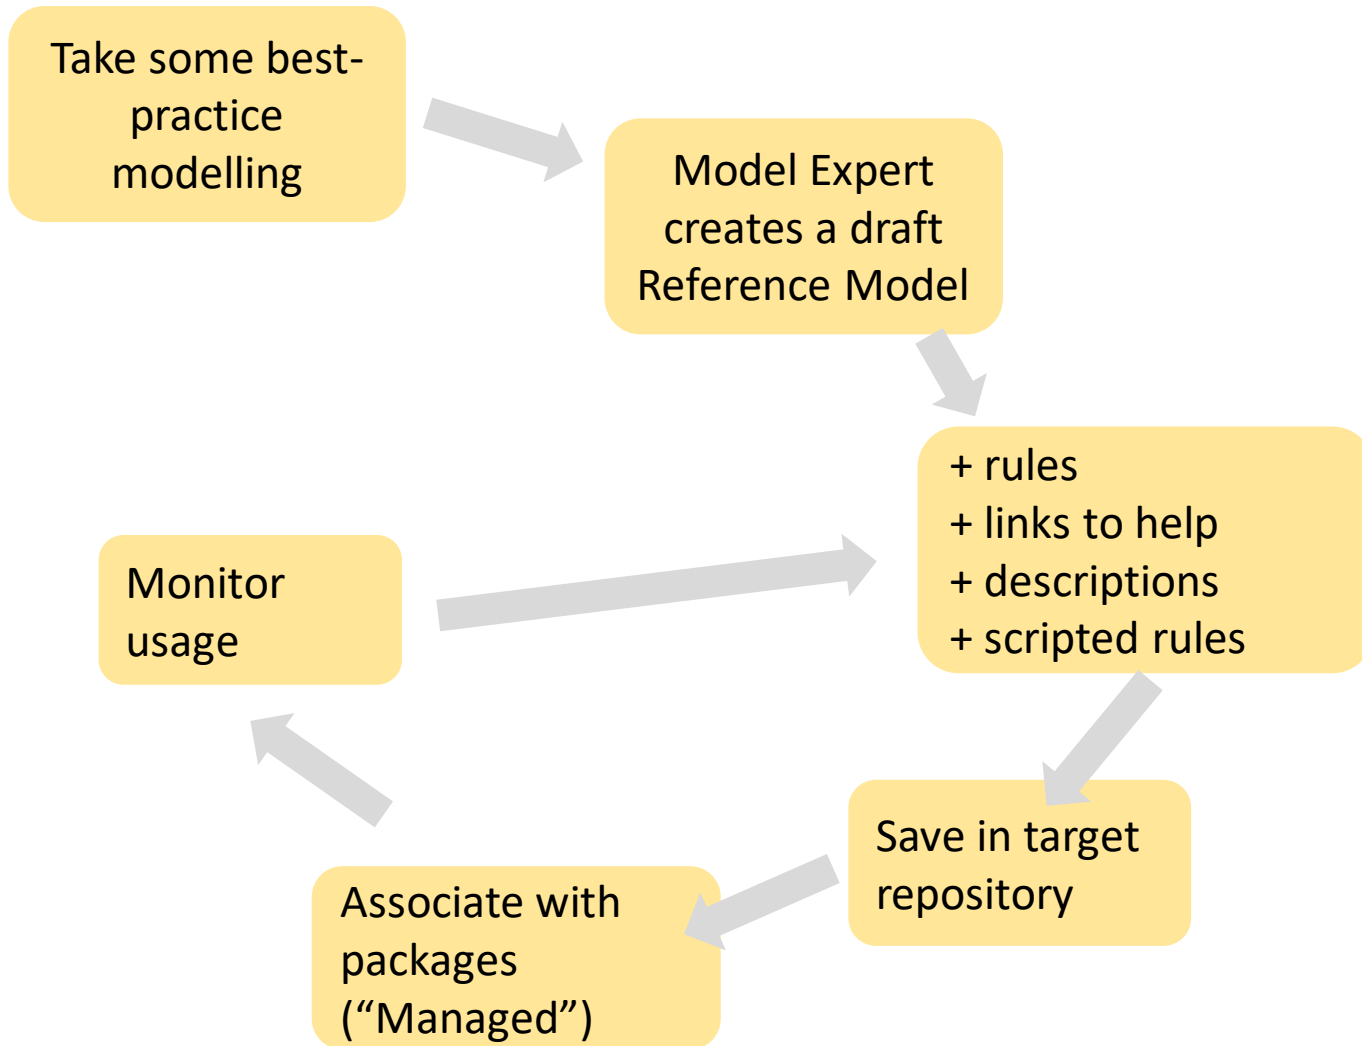 Take some best-
practice
modelling
Model Expert
creates a draft
Reference Model
+ rules
+ links to help
+ descriptions
+ scripted rules
Monitor
usage
Save in target
repository
Associate with
packages
(“Managed”)